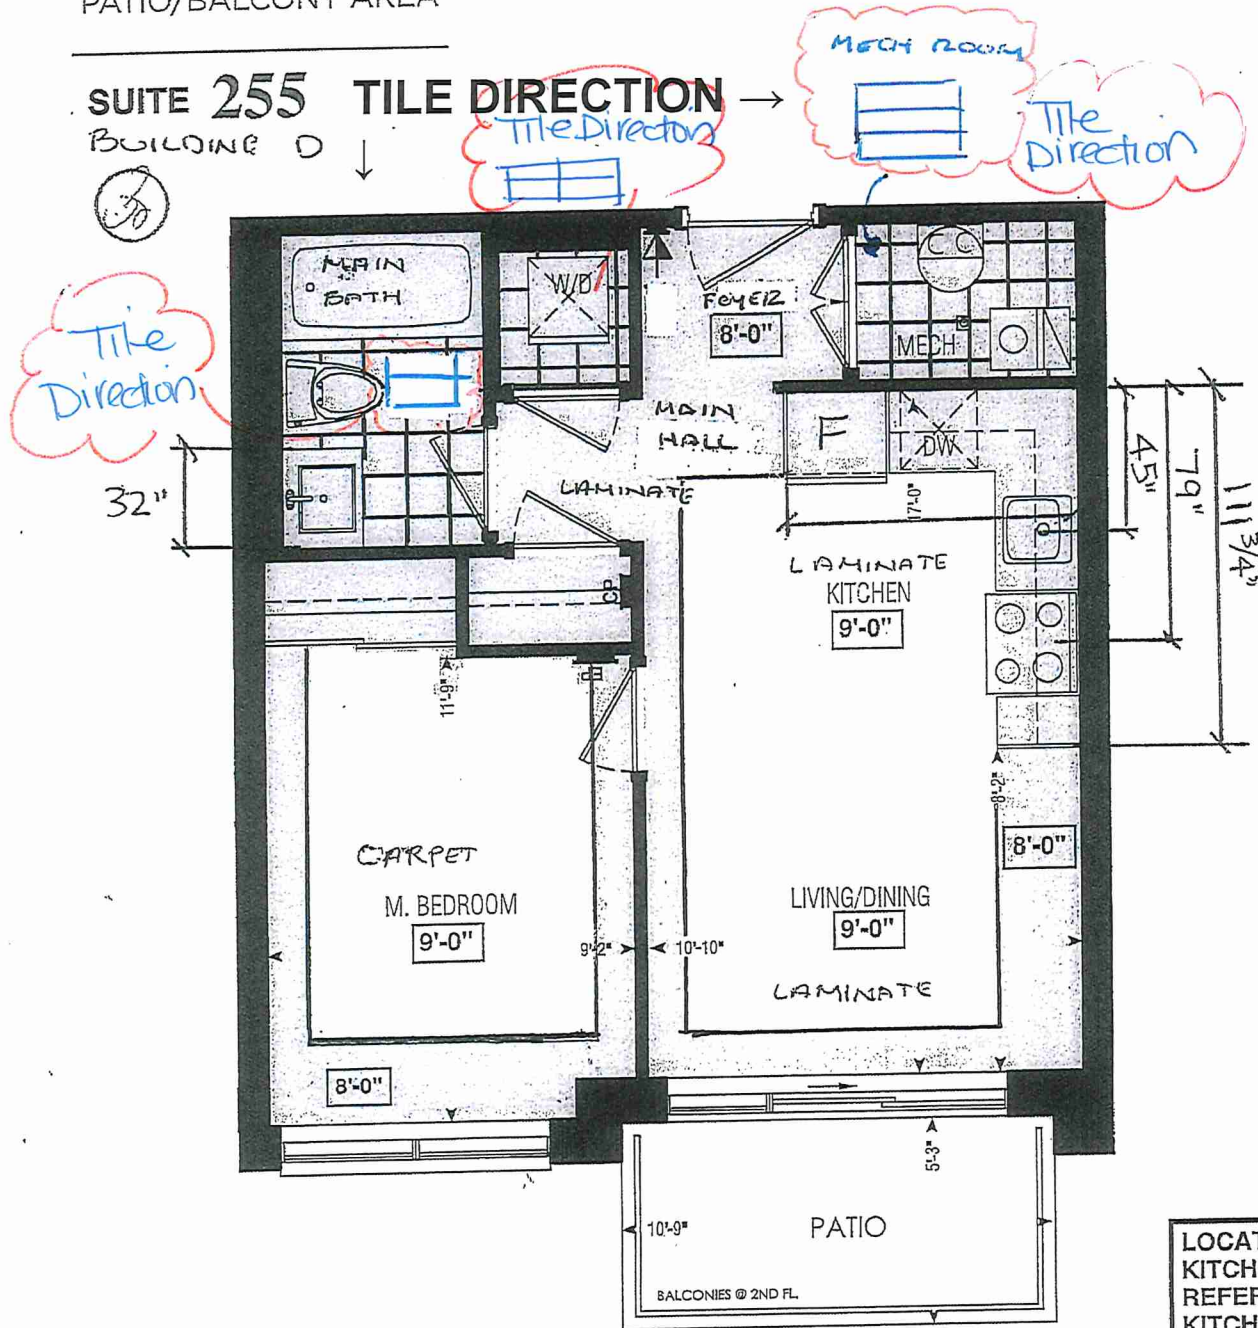 PATIO/BALCONY AREA
SUITE 255 TILE DIRECTION →
BUILDING D ↓
Tile Direction
MECH ROOM
Tile
Direction
Tile
Direction
MAIN
BATH
W/D
FOYER
8'-0"
CC
MECH
MAIN
HALL
F
DW
LAMINATE
32"
45"
79"
111 3/4"
17'-0"
LAMINATE
KITCHEN
9'-0"
CP
11'-9"
8'-2"
8'-0"
CARPET
M. BEDROOM
9'-0"
LIVING/DINING
9'-0"
9'-2"
10'-10"
LAMINATE
8'-0"
5'-3"
10'-9"
PATIO
BALCONIES @ 2ND FL.
LOCAT
KITCH
REFER
KITCH